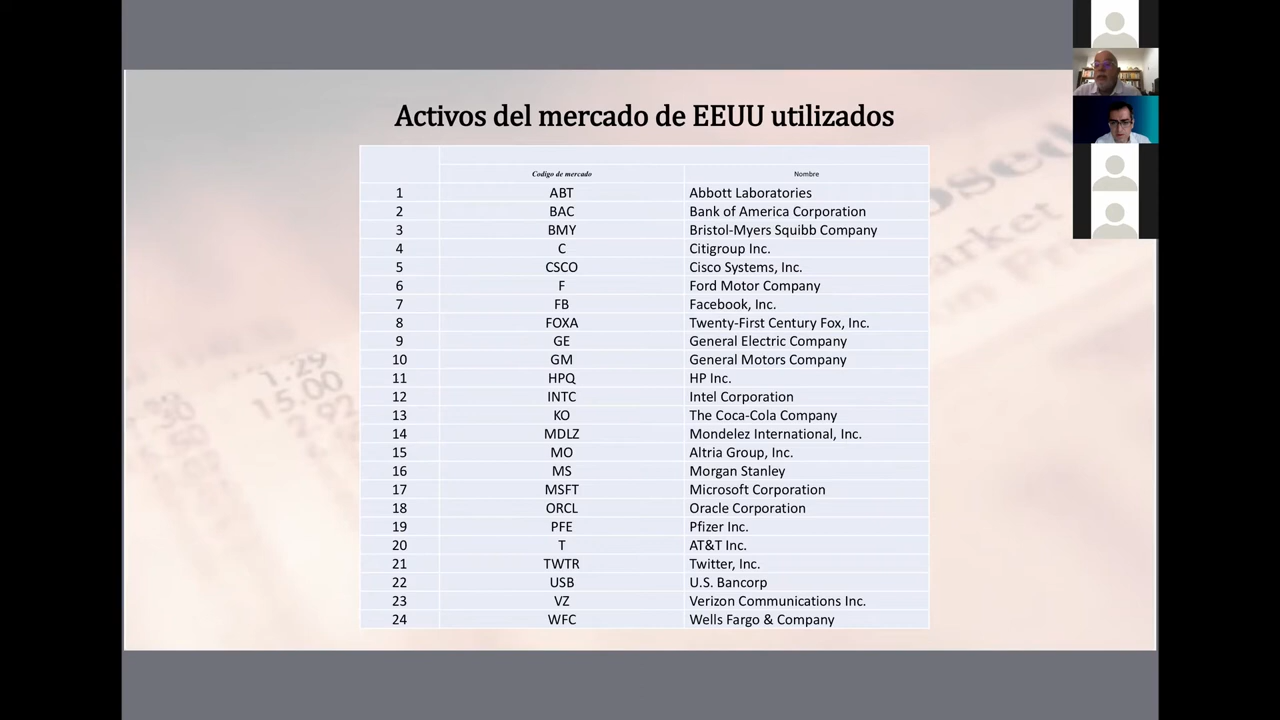 Activos del mercado de EEUU utilizados
Codigo de mercado Nombre
1 ABT Abbott Laboratories
2 BAC Bank of America Corporation
3 BMY Bristol-Myers Squibb Company
4 C Citigroup Inc.
5 CSCO Cisco Systems, Inc.
6 F Ford Motor Company
7 FB Facebook, Inc.
8 FOXA Twenty-First Century Fox, Inc.
9 GE General Electric Company
10 GM General Motors Company
11 HPQ HP Inc.
12 INTC Intel Corporation
13 KO The Coca-Cola Company
14 MDLZ Mondelez International, Inc.
15 MO Altria Group, Inc.
16 MS Morgan Stanley
17 MSFT Microsoft Corporation
18 ORCL Oracle Corporation
19 PFE Pfizer Inc.
20 T AT&T Inc.
21 TWTR Twitter, Inc.
22 USB U.S. Bancorp
23 VZ Verizon Communications Inc.
24 WFC Wells Fargo & Company
1.29
15.00
2.92